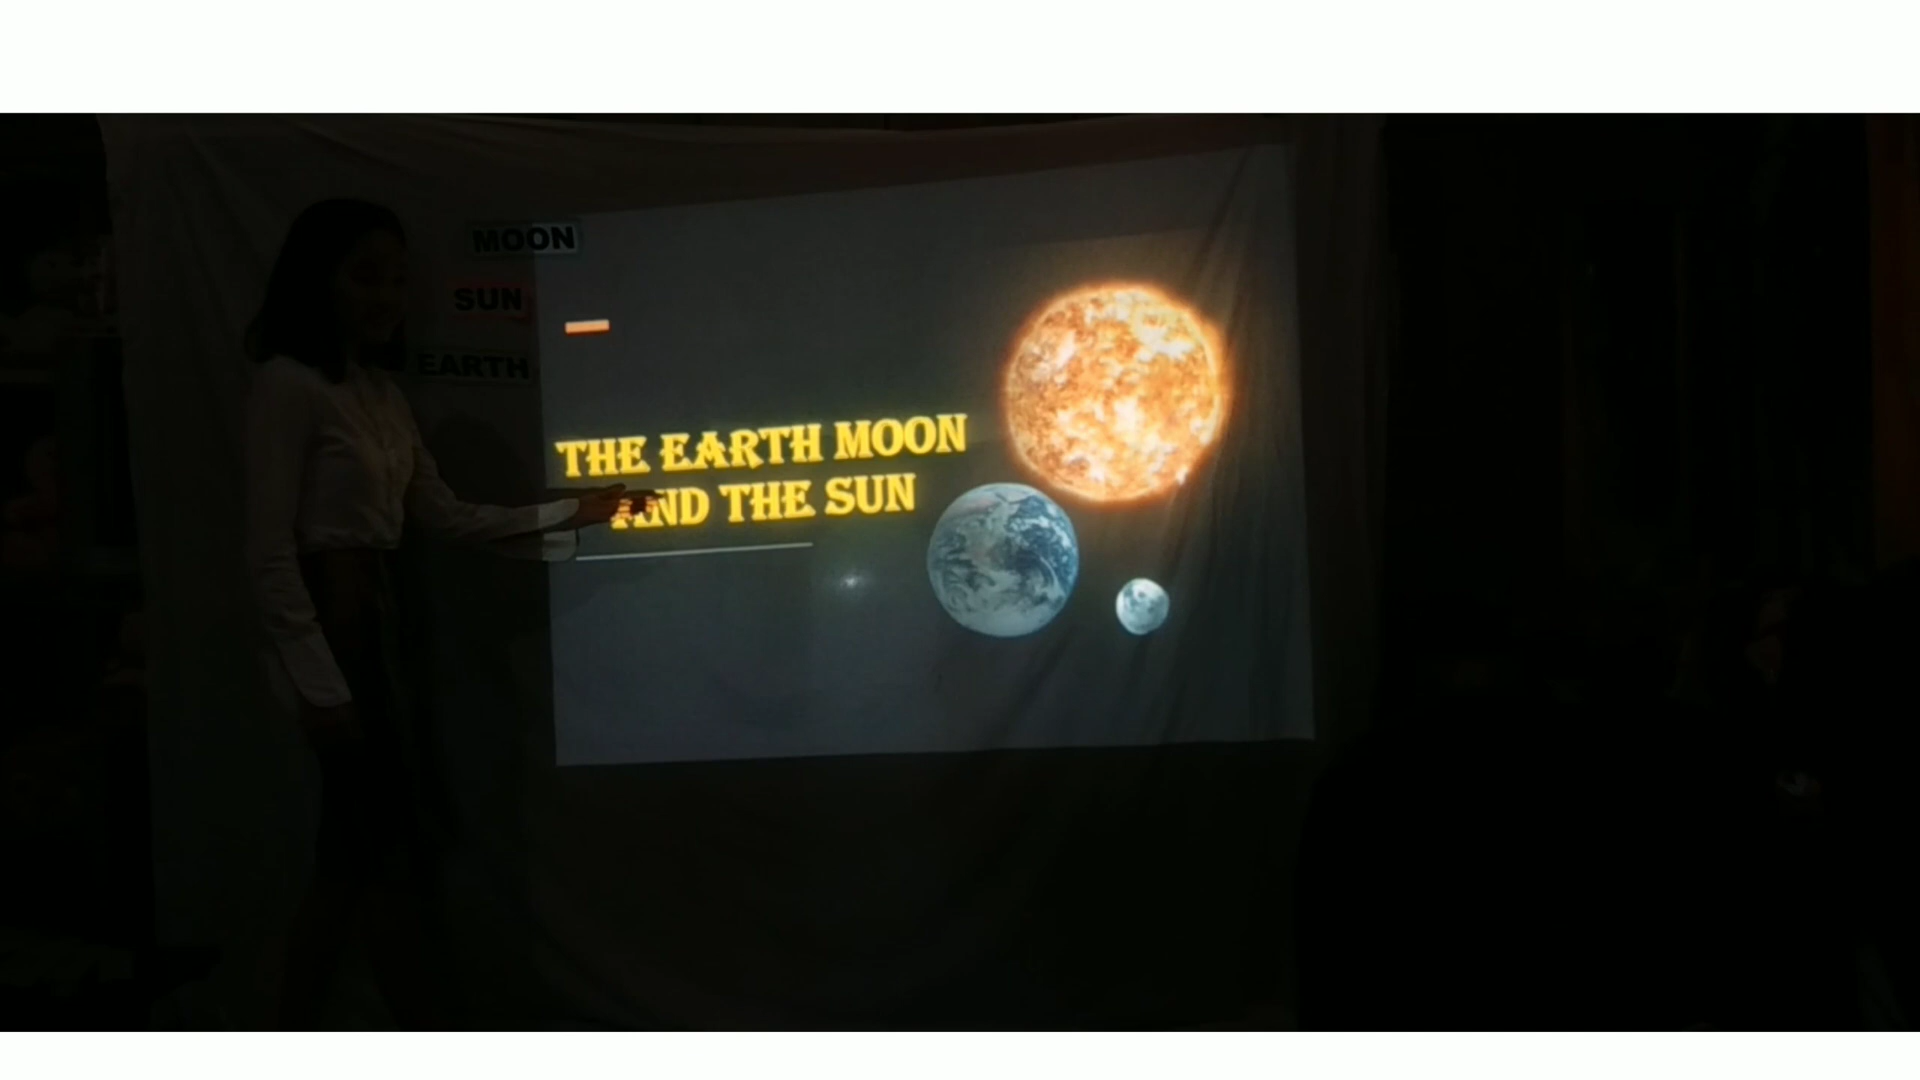 MOON
SUN
EARTH
THE EARTH MOON
AND THE SUN